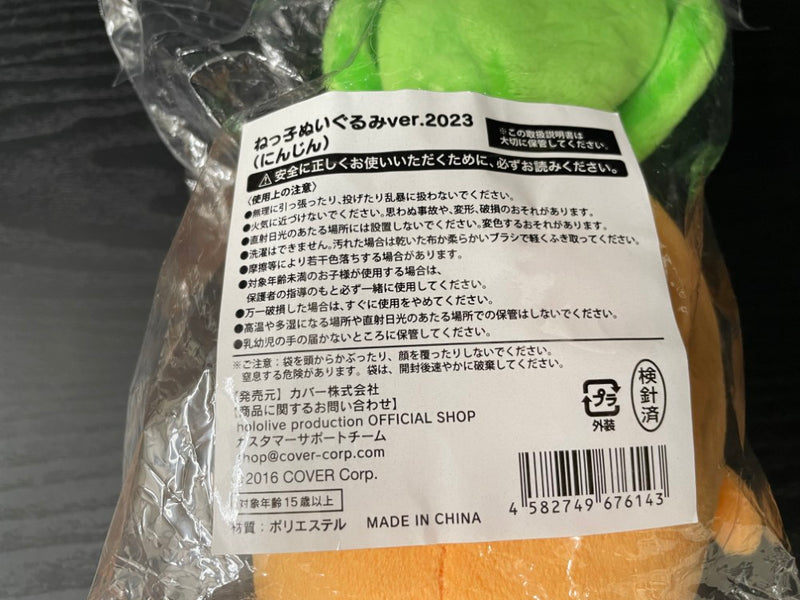 ねっ子ぬいぐるみver.2023
(にんじん)
※この取扱説明書は
大切に保管してください。
⚠安全に正しくお使いいただくために、必ずお読みください。
〈使用上の注意〉
●無理に引っ張ったり、投げたり乱暴に扱わないでください。
●火気に近づけないでください。思わぬ事故や、変形、破損のおそれがあります。
●直射日光のあたる場所には設置しないでください。変色するおそれがあります。
●洗濯はできません。汚れた場合は乾いた布か柔らかいブラシで軽くふき取ってください。
●摩擦等により若干色落ちする場合があります。
●対象年齢未満のお子様が使用する場合は、
保護者の指導のもと必ず一緒に使用してください。
●万一破損した場合は、すぐに使用をやめてください。
●高温や多湿になる場所や直射日光のあたる場所での保管はしないでください。
●乳幼児の手の届かないところに保管してください。
※ご注意：袋を頭からかぶったり、顔を覆ったりしないでください。
窒息する危険があります。袋は、開封後速やかに破棄してください。
【発売元】カバー株式会社
【商品に関するお問い合わせ】
hololive production OFFICIAL SHOP
カスタマーサポートチーム
shop@cover-corp.com
©2016 COVER Corp.
対象年齢15歳以上
材質：ポリエステル MADE IN CHINA
プラ
外装
検針済
4 582749 676143